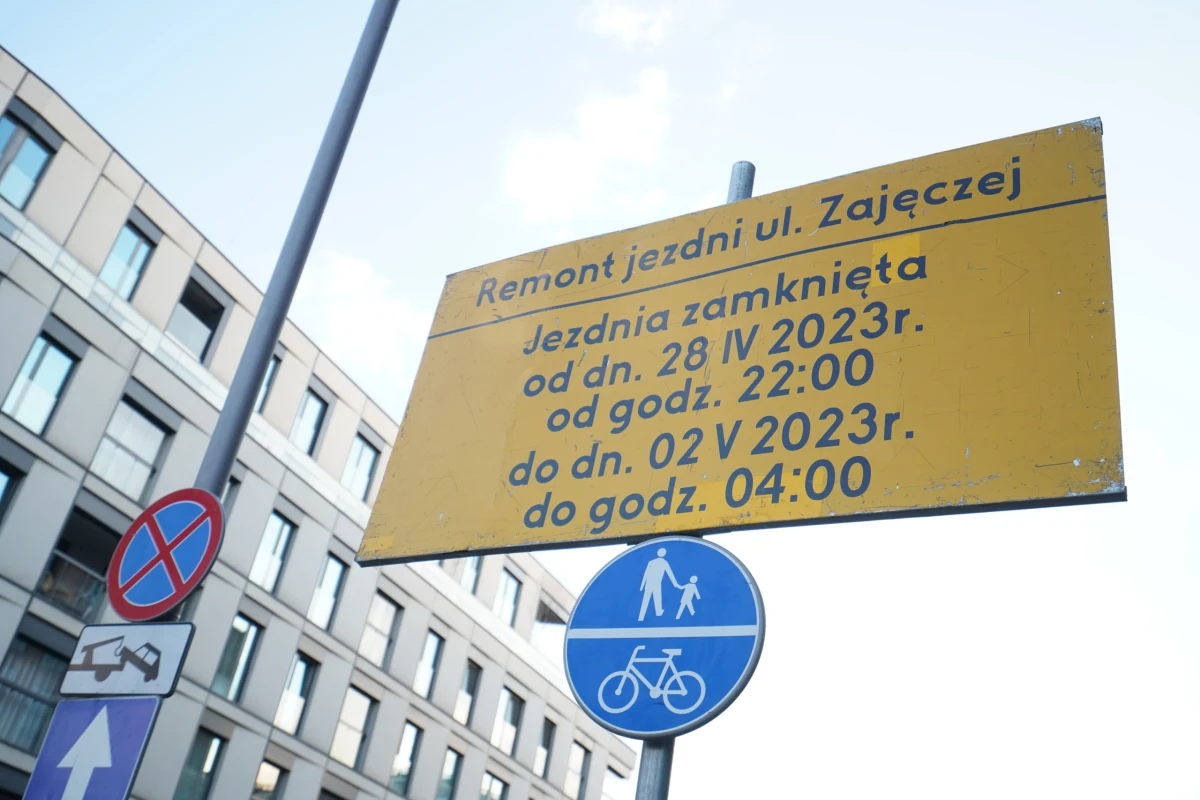 Remont jezdni ul. Zajęczej
Jezdnia zamknięta
od dn. 28 IV 2023r.
od godz. 22:00
do dn. 02 V 2023r.
do godz. 04:00